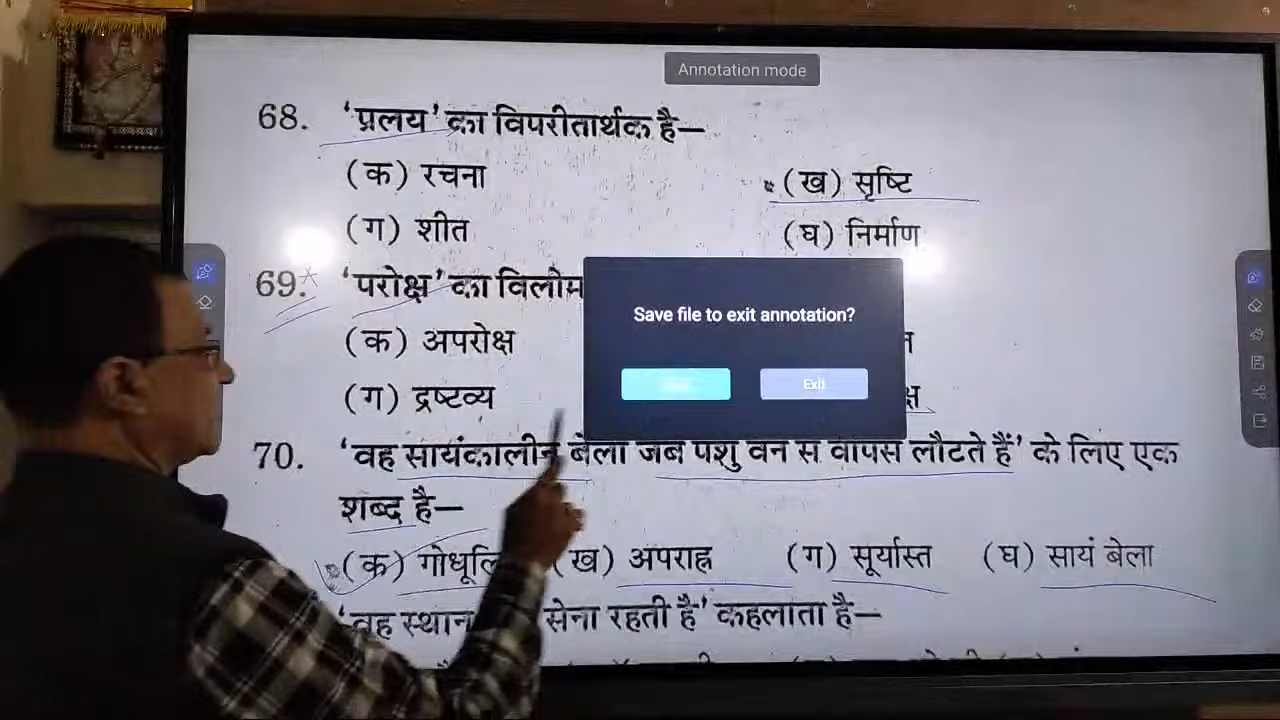 Annotation mode
68. 'प्रलय' का विपरीतार्थक है—
(क) रचना (ख) सृष्टि
(ग) शीत (घ) निर्माण
69. 'परोक्ष' का विलोम
Save file to exit annotation?
(क) अपरोक्ष
Exit
(ग) द्रष्टव्य
70. 'वह सायंकालीन बेला जब पशु वन स वापस लौटते हैं' के लिए एक
शब्द है—
(क) गोधूलि (ख) अपराह्न (ग) सूर्यास्त (घ) सायं बेला
'वह स्थान सेना रहती है' कहलाता है—